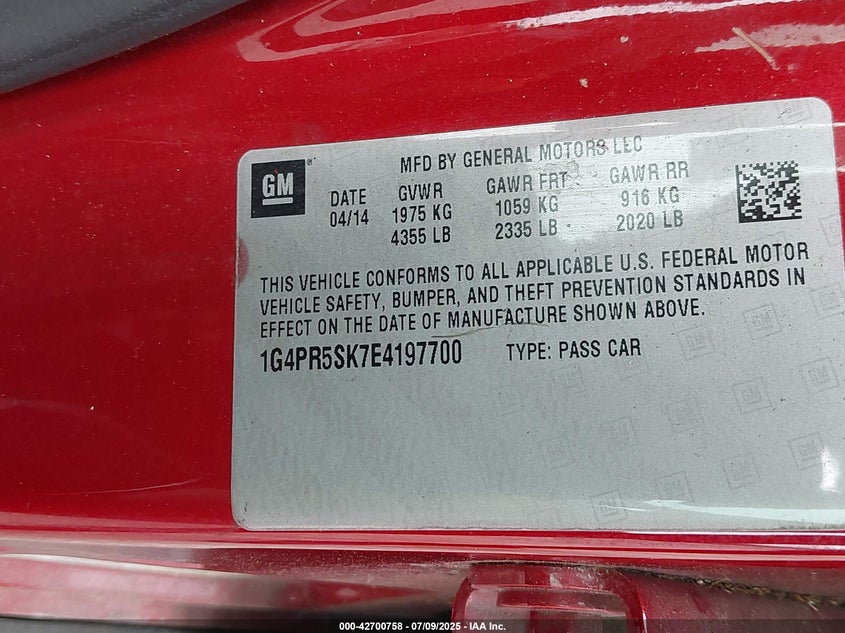 GM
MFD BY GENERAL MOTORS LLC
DATE GVWR GAWR FRT GAWR RR
04/14 1975 KG 1059 KG 916 KG
4355 LB 2335 LB 2020 LB
THIS VEHICLE CONFORMS TO ALL APPLICABLE U.S. FEDERAL MOTOR
VEHICLE SAFETY, BUMPER, AND THEFT PREVENTION STANDARDS IN
EFFECT ON THE DATE OF MANUFACTURE SHOWN ABOVE.
1G4PR5SK7E4197700 TYPE: PASS CAR
000-42700758 - 07/09/2025 - IAA Inc.